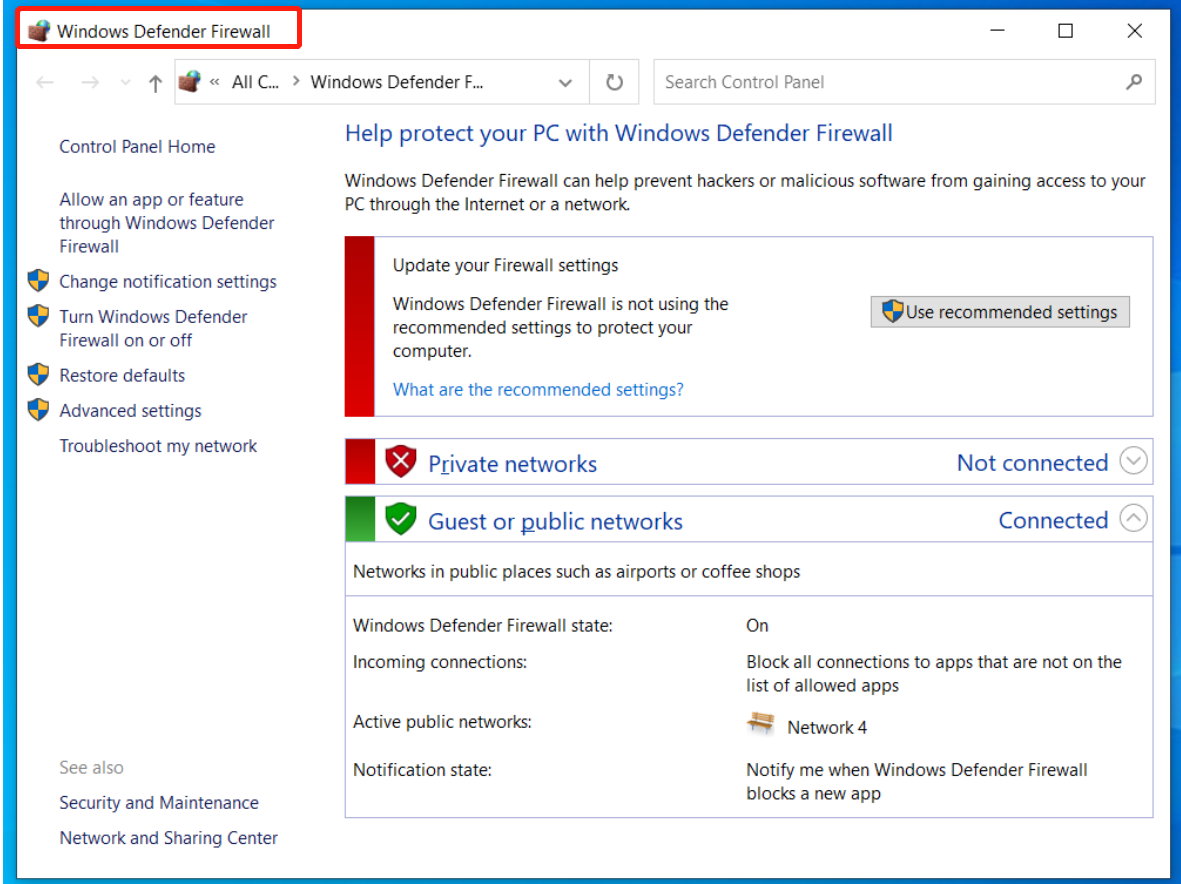 Windows Defender Firewall
« All C... > Windows Defender F...
Search Control Panel
Control Panel Home
Allow an app or feature
through Windows Defender
Firewall
Change notification settings
Turn Windows Defender
Firewall on or off
Restore defaults
Advanced settings
Troubleshoot my network
See also
Security and Maintenance
Network and Sharing Center
Help protect your PC with Windows Defender Firewall
Windows Defender Firewall can help prevent hackers or malicious software from gaining access to your
PC through the Internet or a network.
Update your Firewall settings
Windows Defender Firewall is not using the
recommended settings to protect your
computer.
Use recommended settings
What are the recommended settings?
Private networks
Not connected
Guest or public networks
Connected
Networks in public places such as airports or coffee shops
Windows Defender Firewall state:
On
Incoming connections:
Block all connections to apps that are not on the
list of allowed apps
Active public networks:
Network 4
Notification state:
Notify me when Windows Defender Firewall
blocks a new app